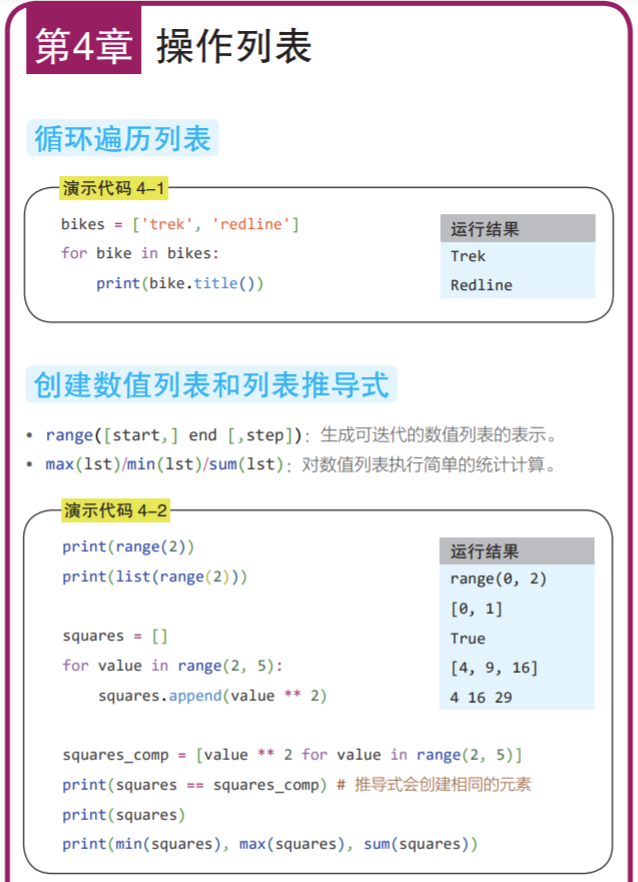 第4章 操作列表
循环遍历列表
演示代码 4–1
bikes = ['trek', 'redline']
for bike in bikes:
    print(bike.title())
运行结果
Trek
Redline
创建数值列表和列表推导式
• range([start,] end [,step])：生成可迭代的数值列表的表示。
• max(lst)/min(lst)/sum(lst)：对数值列表执行简单的统计计算。
演示代码 4–2
print(range(2))
print(list(range(2)))
squares = []
for value in range(2, 5):
    squares.append(value ** 2)
squares_comp = [value ** 2 for value in range(2, 5)]
print(squares == squares_comp) # 推导式会创建相同的元素
print(squares)
print(min(squares), max(squares), sum(squares))
运行结果
range(0, 2)
[0, 1]
True
[4, 9, 16]
4 16 29